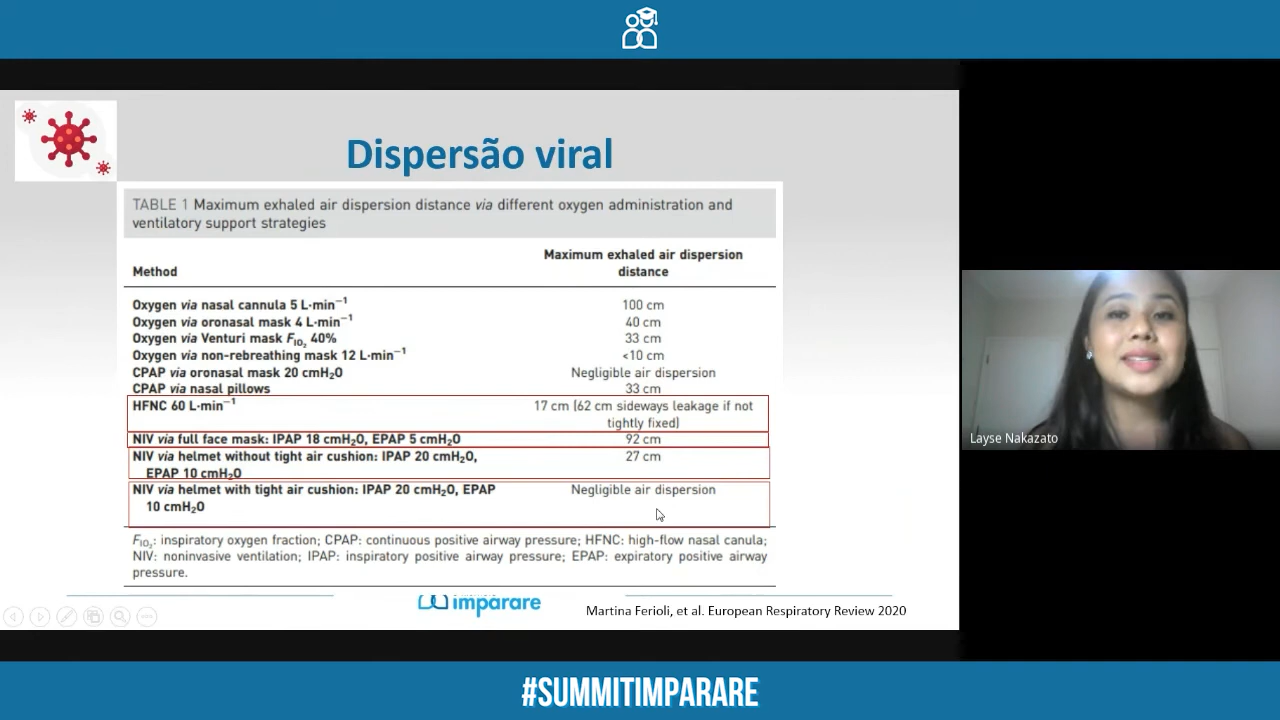 Dispersão viral
TABLE 1 Maximum exhaled air dispersion distance via different oxygen administration and
ventilatory support strategies
Method
Maximum exhaled air dispersion
distance
Oxygen via nasal cannula 5 L·min⁻¹ 100 cm
Oxygen via oronasal mask 4 L·min⁻¹ 40 cm
Oxygen via Venturi mask FIO₂ 40% 33 cm
Oxygen via non-rebreathing mask 12 L·min⁻¹ <10 cm
CPAP via oronasal mask 20 cmH₂O Negligible air dispersion
CPAP via nasal pillows 33 cm
HFNC 60 L·min⁻¹ 17 cm (62 cm sideways leakage if not
tightly fixed)
NIV via full face mask: IPAP 18 cmH₂O, EPAP 5 cmH₂O 92 cm
NIV via helmet without tight air cushion: IPAP 20 cmH₂O, 27 cm
EPAP 10 cmH₂O
NIV via helmet with tight air cushion: IPAP 20 cmH₂O, EPAP Negligible air dispersion
10 cmH₂O
FIO₂: inspiratory oxygen fraction; CPAP: continuous positive airway pressure; HFNC: high-flow nasal canula;
NIV: noninvasive ventilation; IPAP: inspiratory positive airway pressure; EPAP: expiratory positive airway
pressure.
imparare
Martina Ferioli, et al. European Respiratory Review 2020
Layse Nakazato
#SUMMITIMPARARE